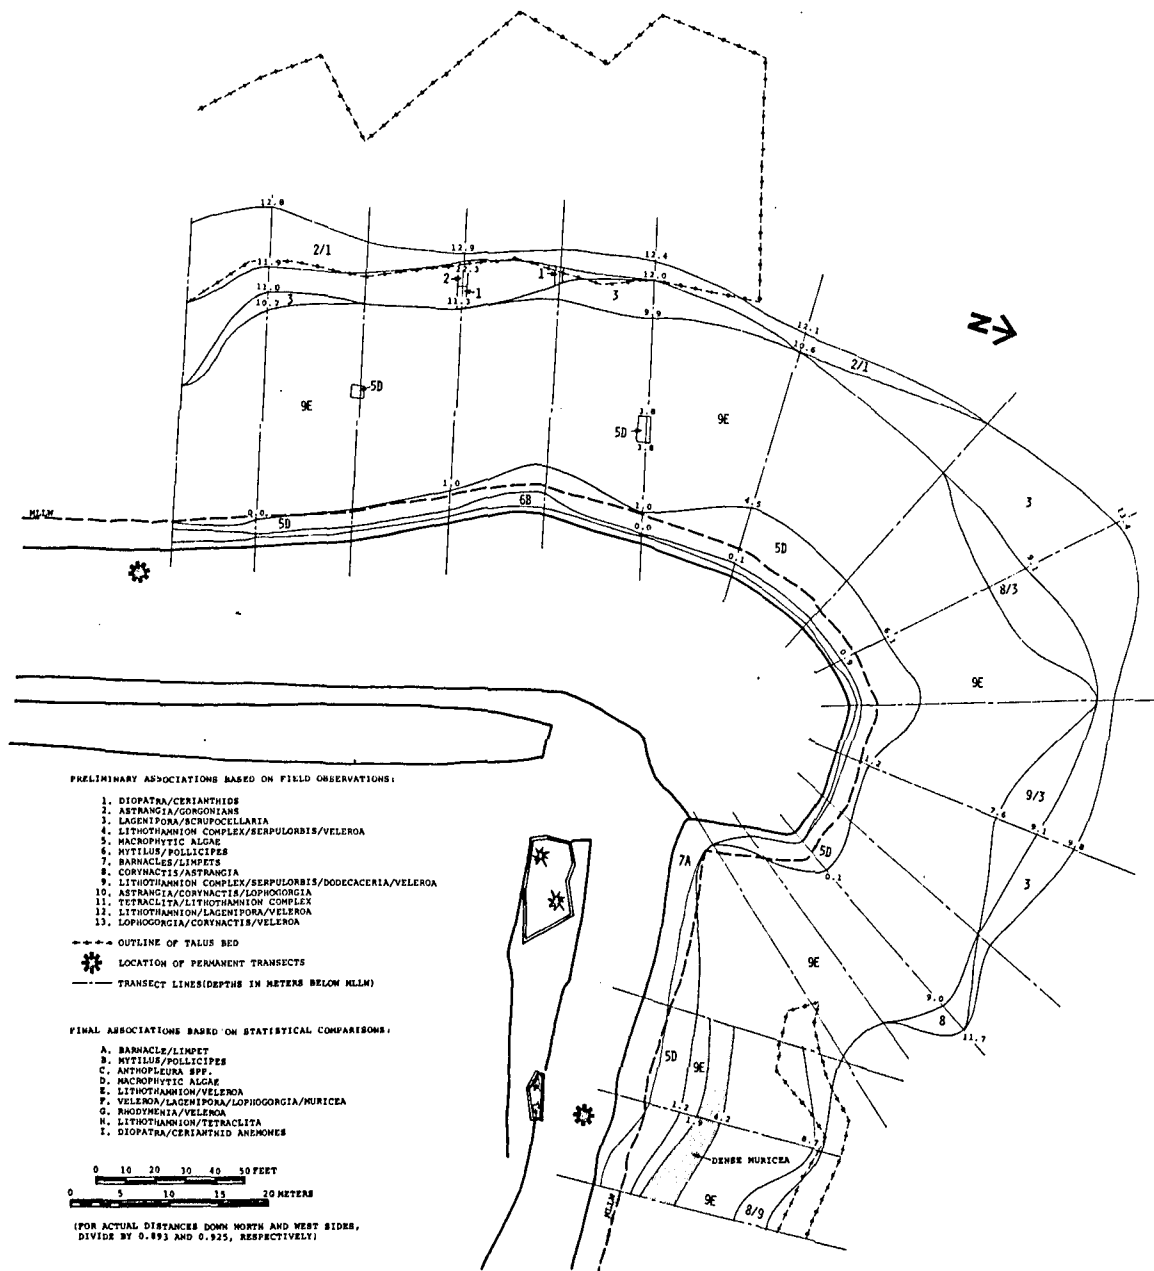 12.8
2/1
12.9
12.4
11.9
2
1
1
12.0
11.0
3
10.7
11.3
3
9.9
N
12.1
10.6
2/1
5D
9E
3.8
5D
3.8
9E
4.5
3
13.4
MLLW
0.0
5D
1.0
6B
1.0
0.0
5D
0.1
8/3
0.9
9E
1.2
7.6
9/3
9.1
9.8
3
7A
5D
0.1
9E
9.0
8
11.7
5D
9E
1.2
1.9
4.2
8.7
DENSE MURICEA
9E
8/9
MLLW
PRELIMINARY ASSOCIATIONS BASED ON FIELD OBSERVATIONS:
1. DIOPATRA/CERIANTHIDS
2. ASTRANGIA/GORGONIANS
3. LAGENIPORA/SCRUPOCELLARIA
4. LITHOTHAMNION COMPLEX/SERPULORBIS/VELEROA
5. MACROPHYTIC ALGAE
6. MYTILUS/POLLICIPES
7. BARNACLES/LIMPETS
8. CORYNACTIS/ASTRANGIA
9. LITHOTHAMNION COMPLEX/SERPULORBIS/DODECACERIA/VELEROA
10. ASTRANGIA/CORYNACTIS/LOPHOGORGIA
11. TETRACLITA/LITHOTHAMNION COMPLEX
12. LITHOTHAMNION/LAGENIPORA/VELEROA
13. LOPHOGORGIA/CORYNACTIS/VELEROA
OUTLINE OF TALUS BED
LOCATION OF PERMANENT TRANSECTS
TRANSECT LINES(DEPTHS IN METERS BELOW MLLW)
FINAL ASSOCIATIONS BASED ON STATISTICAL COMPARISONS:
A. BARNACLE/LIMPET
B. MYTILUS/POLLICIPES
C. ANTHOPLEURA SPP.
D. MACROPHYTIC ALGAE
E. LITHOTHAMNION/VELEROA
F. VELEROA/LAGENIPORA/LOPHOGORGIA/MURICEA
G. RHODYMENIA/VELEROA
H. LITHOTHAMNION/TETRACLITA
I. DIOPATRA/CERIANTHID ANEMONES
0 10 20 30 40 50 FEET
0 5 10 15 20 METERS
(FOR ACTUAL DISTANCES DOWN NORTH AND WEST SIDES,
DIVIDE BY 0.893 AND 0.925, RESPECTIVELY)